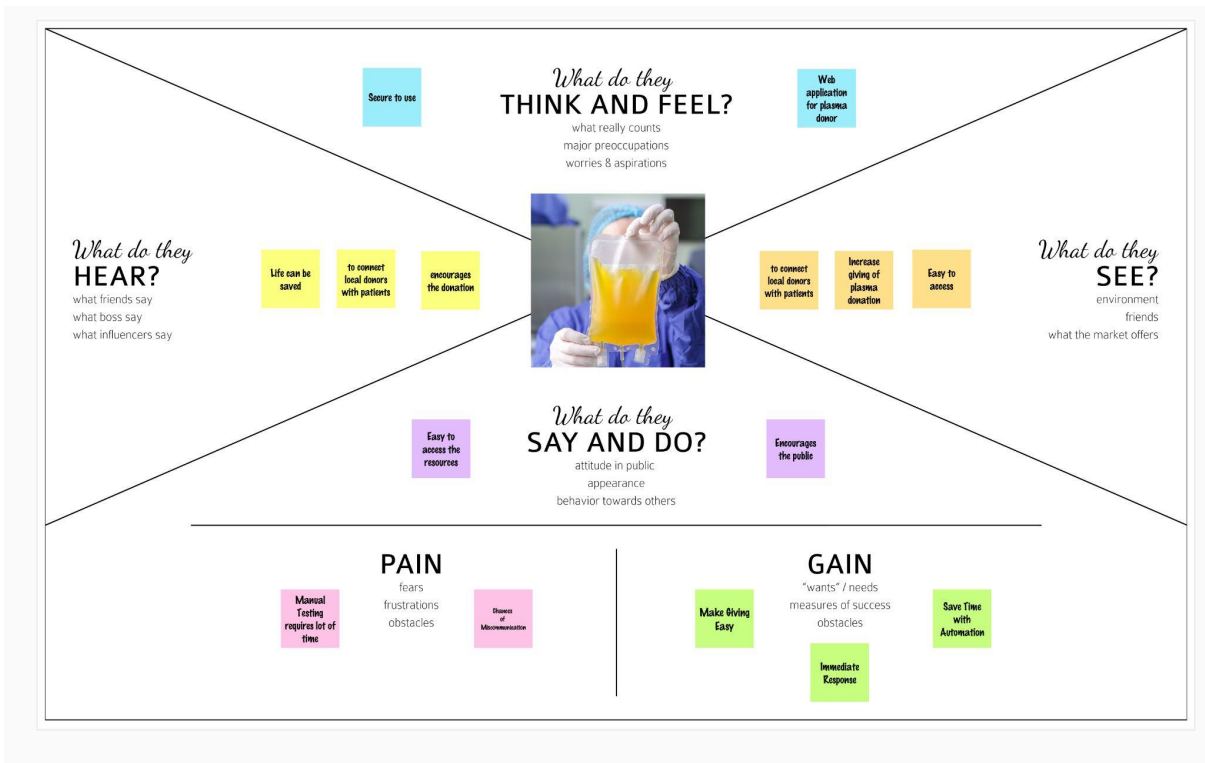 What do they
THINK AND FEEL?
what really counts
major preoccupations
worries & aspirations
Secure to use
Web
application
for plasma
donor
What do they
HEAR?
what friends say
what boss say
what influencers say
Life can be
saved
to connect
local donors
with patients
encourages
the donation
to connect
local donors
with patients
Increase
giving of
plasma
donation
Easy to
access
What do they
SEE?
environment
friends
what the market offers
What do they
SAY AND DO?
attitude in public
appearance
behavior towards others
Easy to
access the
resources
Encourages
the public
PAIN
fears
frustrations
obstacles
Manual
Testing
requires lot of
time
Chances
of
Miscommunication
GAIN
"wants" / needs
measures of success
obstacles
Make Giving
Easy
Immediate
Response
Save Time
with
Automation